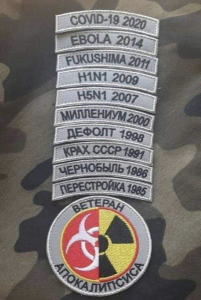 COVID-19 2020
EBOLA 2014
FUKUSHIMA 2011
H1N1 2009
H5N1 2007
МИЛЛЕНИУМ 2000
ДЕФОЛТ 1998
КРАХ СССР 1991
ЧЕРНОБЫЛЬ 1986
ПЕРЕСТРОЙКА 1985
ВЕТЕРАН
АПОКАЛИПСИСА